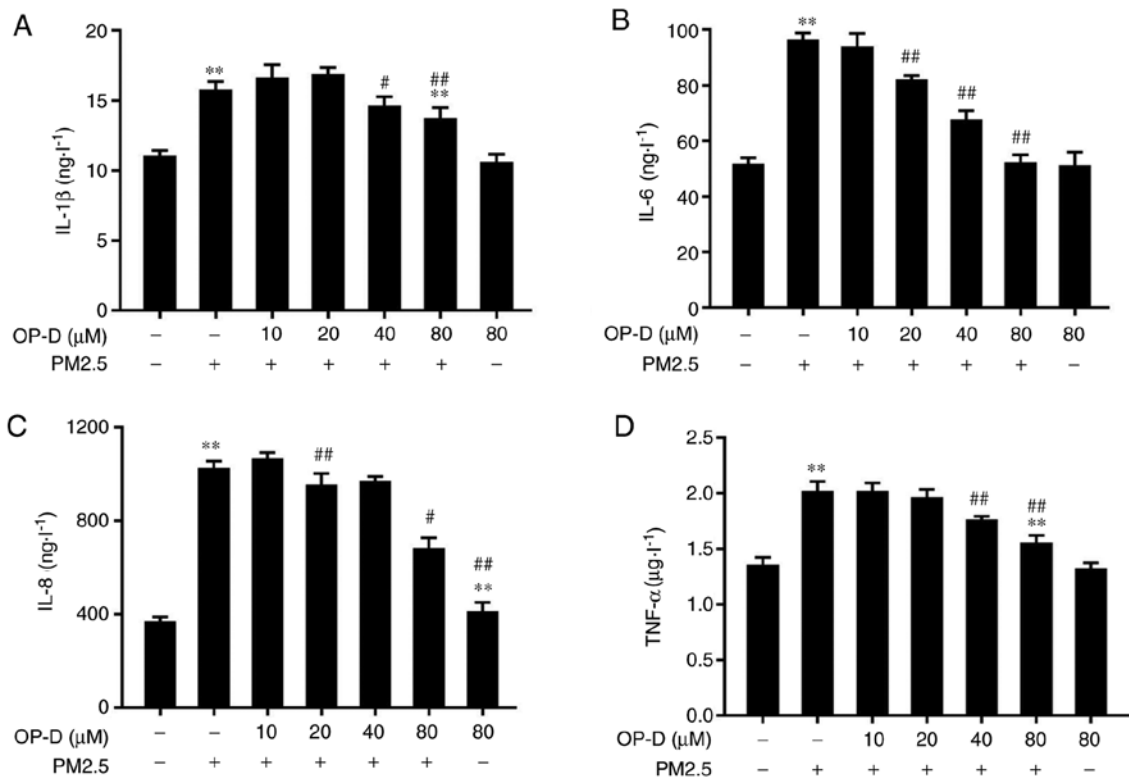 A
20
15
10
5
0
IL-1β (ng·l⁻¹)
**
#
##
**
OP-D (μM) – – 10 20 40 80 80
PM2.5 – + + + + + –
B
100
80
60
40
20
0
IL-6 (ng·l⁻¹)
**
##
##
##
OP-D (μM) – – 10 20 40 80 80
PM2.5 – + + + + + –
C
1200
900
600
400
0
IL-8 (ng·l⁻¹)
**
##
#
##
**
OP-D (μM) – – 10 20 40 80 80
PM2.5 – + + + + + –
D
2.5
2.0
1.5
1.0
0.5
0.0
TNF-α (μg·l⁻¹)
**
##
##
**
OP-D (μM) – – 10 20 40 80 80
PM2.5 – + + + + + –